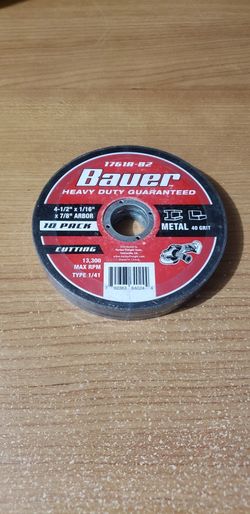 1761A-B2
Bauer
HEAVY DUTY GUARANTEED
4-1/2" x 1/16"
x 7/8" ARBOR
10 PACK
METAL 40 GRIT
CUTTING
13,300
MAX RPM
TYPE 1/41